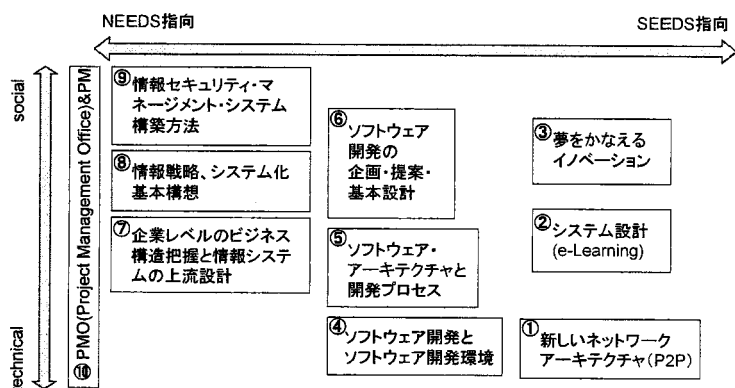 NEEDS指向
SEEDS指向
social
technical
⑩ PMO(Project Management Office)&PM
⑨情報セキュリティ・マ
ネージメント・システム
構築方法
⑧情報戦略、システム化
基本構想
⑦企業レベルのビジネス
構造把握と情報システ
ムの上流設計
⑥ソフトウェア
開発の
企画・提案・
基本設計
⑤ソフトウェア・
アーキテクチャと
開発プロセス
④ソフトウェア開発と
ソフトウェア開発環境
③夢をかなえる
イノベーション
②システム設計
(e-Learning)
①新しいネットワーク
アーキテクチャ(P2P)